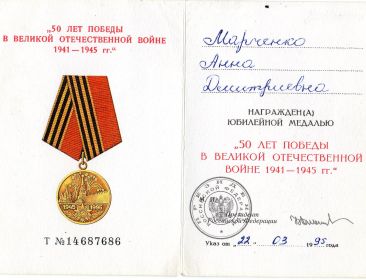 „50 ЛЕТ ПОБЕДЫ
В ВЕЛИКОЙ ОТЕЧЕСТВЕННОЙ ВОЙНЕ
1941—1945 гг.“
Т №14687686
Марченко
Анна
Дмитриевна
НАГРАЖДЕН(А)
ЮБИЛЕЙНОЙ МЕДАЛЬЮ
„50 ЛЕТ ПОБЕДЫ
В ВЕЛИКОЙ ОТЕЧЕСТВЕННОЙ
ВОЙНЕ 1941—1945 гг.“
Президент
Российской Федерации
Указ от „22“ 03 1995 год